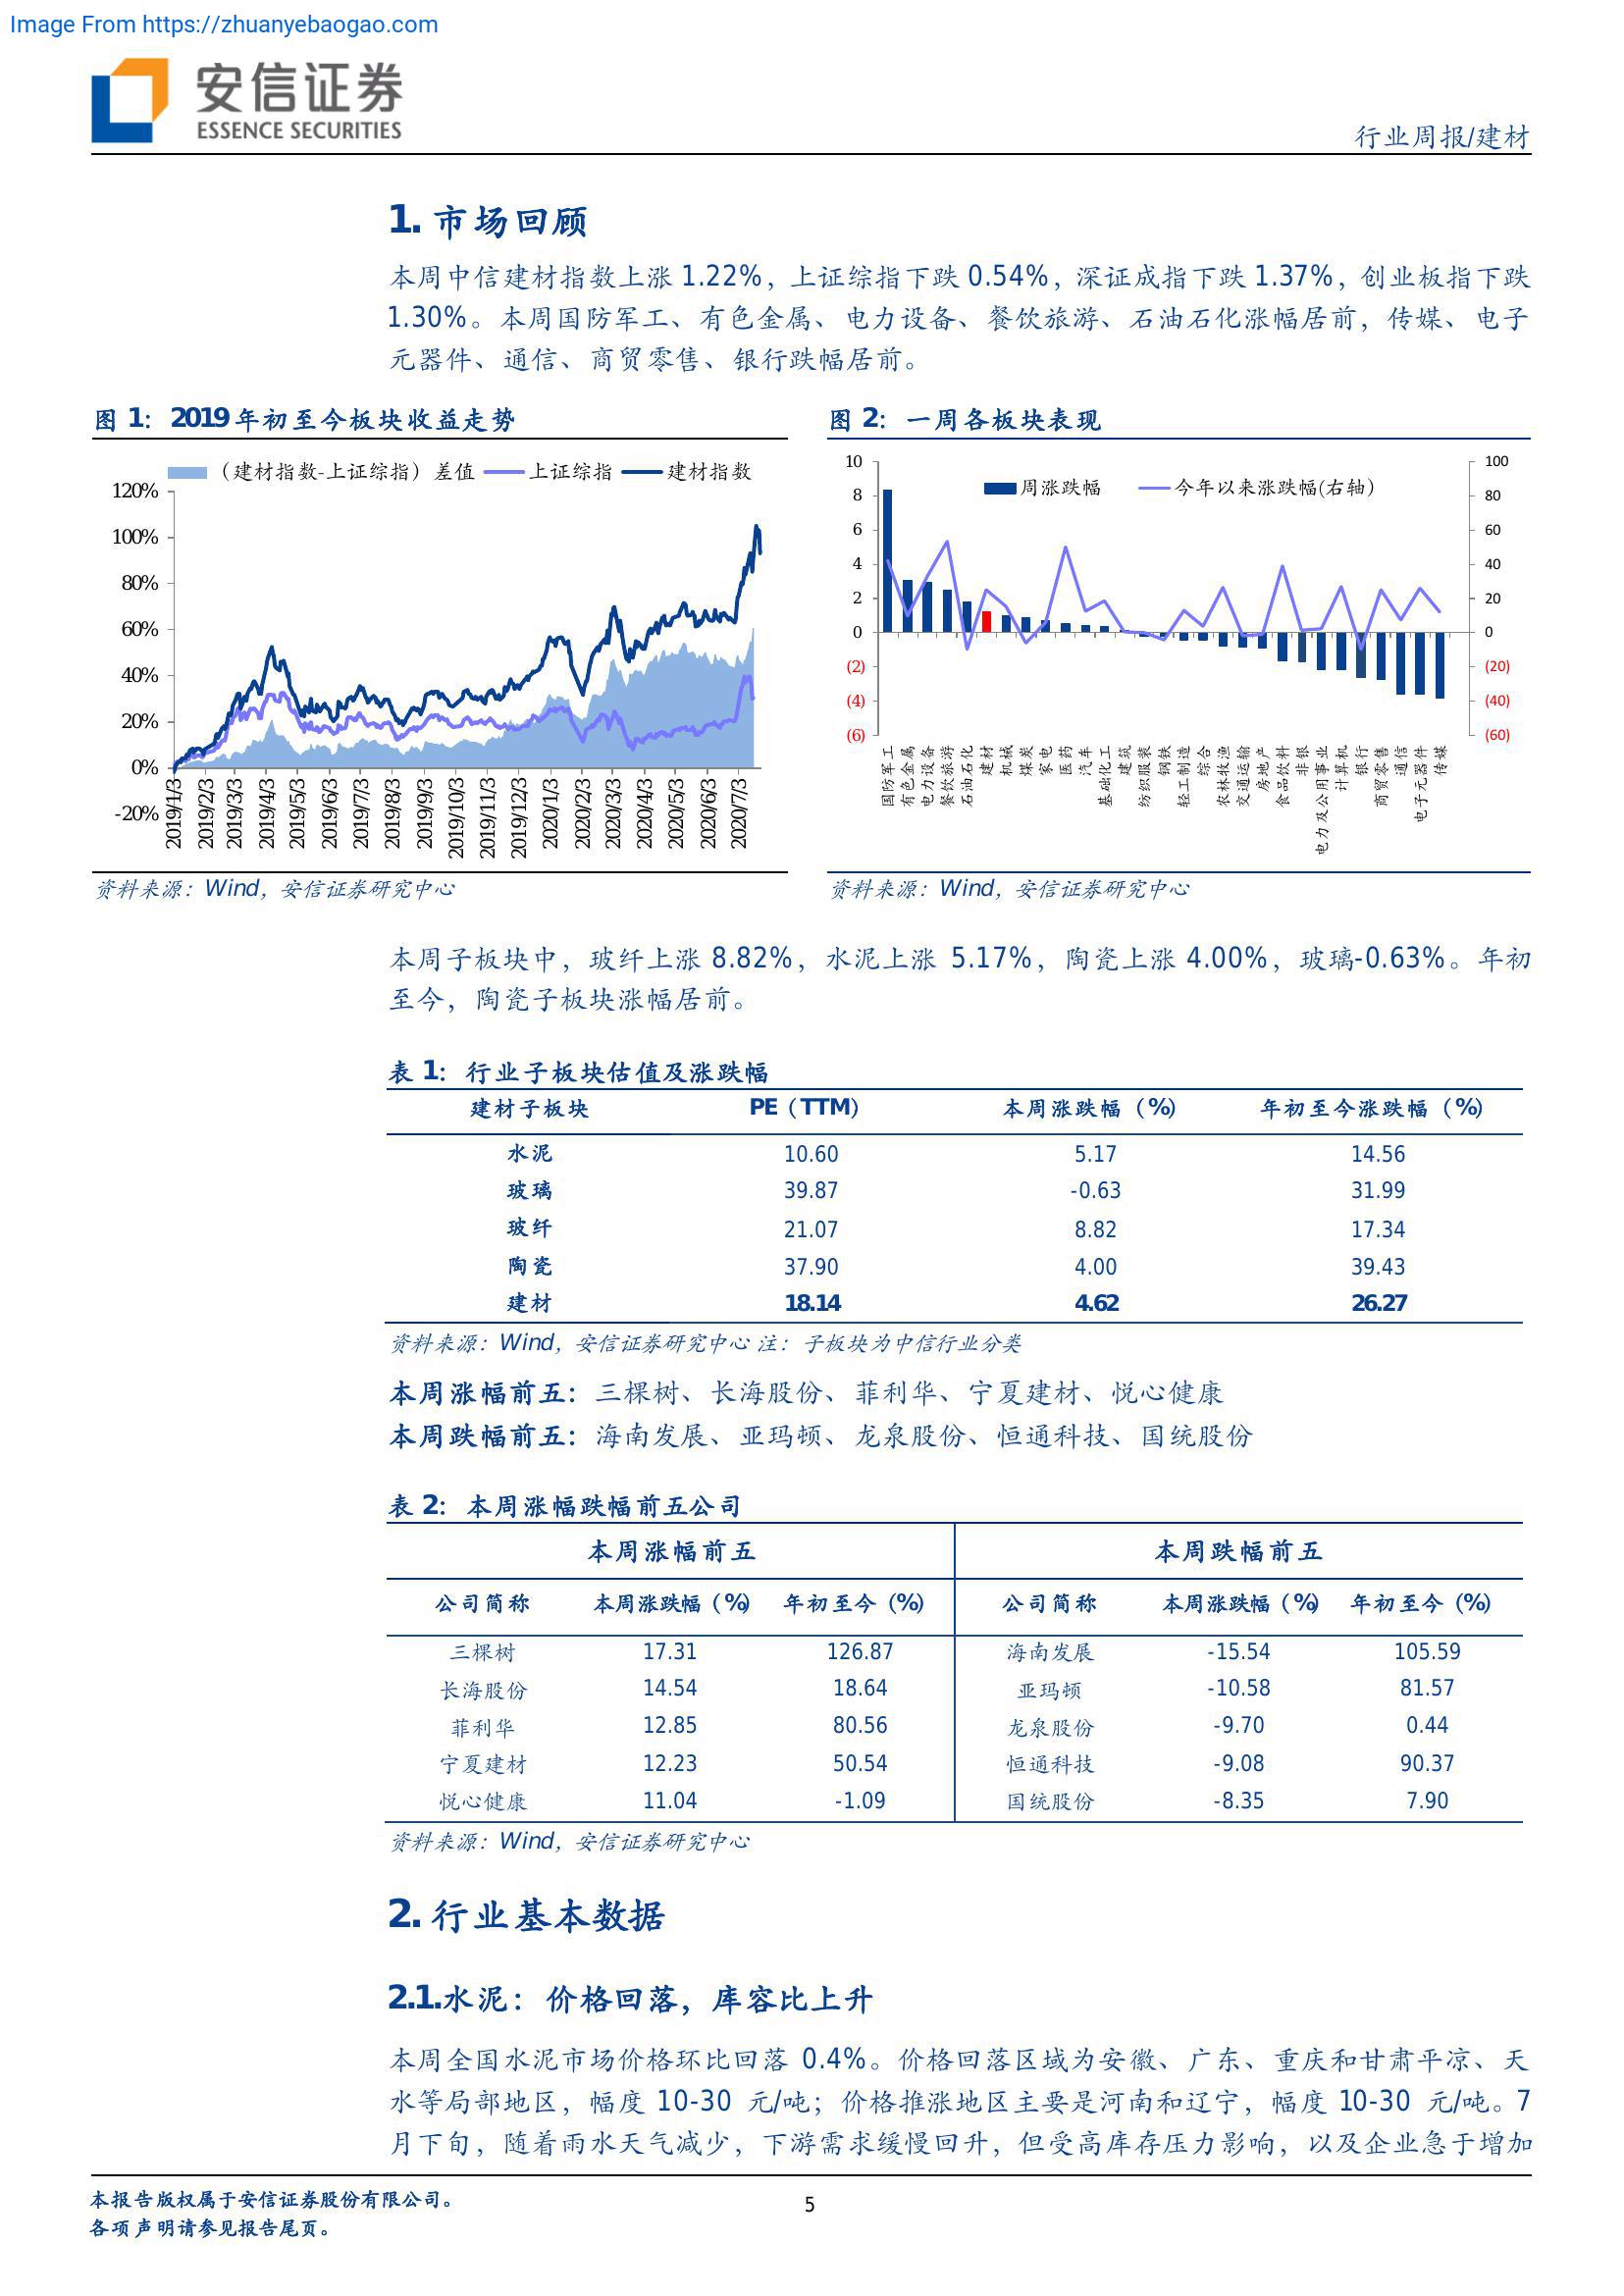 Image From https://zhuanyebaogao.com
安信证券
ESSENCE SECURITIES
行业周报/建材
1. 市场回顾
本周中信建材指数上涨 1.22%，上证综指下跌 0.54%，深证成指下跌 1.37%，创业板指下跌
1.30%。本周国防军工、有色金属、电力设备、餐饮旅游、石油石化涨幅居前，传媒、电子
元器件、通信、商贸零售、银行跌幅居前。
图 1：2019 年初至今板块收益走势
（建材指数-上证综指）差值 上证综指 建材指数
120%
100%
80%
60%
40%
20%
0%
-20%
2019/1/3
2019/2/3
2019/3/3
2019/4/3
2019/5/3
2019/6/3
2019/7/3
2019/8/3
2019/9/3
2019/10/3
2019/11/3
2019/12/3
2020/1/3
2020/2/3
2020/3/3
2020/4/3
2020/5/3
2020/6/3
2020/7/3
资料来源：Wind，安信证券研究中心
图 2：一周各板块表现
周涨跌幅 今年以来涨跌幅(右轴)
10 100
8 80
6 60
4 40
2 20
0 0
(2) (20)
(4) (40)
(6) (60)
国防军工
有色金属
电力设备
餐饮旅游
石油石化
建材
机械
煤炭
家电
医药
汽车
基础化工
建筑
纺织服装
钢铁
轻工制造
综合
农林牧渔
交通运输
房地产
食品饮料
非银
电力及公用事业
计算机
银行
商贸零售
通信
电子元器件
传媒
资料来源：Wind，安信证券研究中心
本周子板块中，玻纤上涨 8.82%，水泥上涨 5.17%，陶瓷上涨 4.00%，玻璃-0.63%。年初
至今，陶瓷子板块涨幅居前。
表 1：行业子板块估值及涨跌幅
建材子板块 PE（TTM） 本周涨跌幅（%） 年初至今涨跌幅（%）
水泥 10.60 5.17 14.56
玻璃 39.87 -0.63 31.99
玻纤 21.07 8.82 17.34
陶瓷 37.90 4.00 39.43
建材 18.14 4.62 26.27
资料来源：Wind，安信证券研究中心 注：子板块为中信行业分类
本周涨幅前五：三棵树、长海股份、菲利华、宁夏建材、悦心健康
本周跌幅前五：海南发展、亚玛顿、龙泉股份、恒通科技、国统股份
表 2：本周涨幅跌幅前五公司
本周涨幅前五 本周跌幅前五
公司简称 本周涨跌幅（%） 年初至今（%） 公司简称 本周涨跌幅（%） 年初至今（%）
三棵树 17.31 126.87 海南发展 -15.54 105.59
长海股份 14.54 18.64 亚玛顿 -10.58 81.57
菲利华 12.85 80.56 龙泉股份 -9.70 0.44
宁夏建材 12.23 50.54 恒通科技 -9.08 90.37
悦心健康 11.04 -1.09 国统股份 -8.35 7.90
资料来源：Wind，安信证券研究中心
2. 行业基本数据
2.1.水泥：价格回落，库容比上升
本周全国水泥市场价格环比回落 0.4%。价格回落区域为安徽、广东、重庆和甘肃平凉、天
水等局部地区，幅度 10-30 元/吨；价格推涨地区主要是河南和辽宁，幅度 10-30 元/吨。7
月下旬，随着雨水天气减少，下游需求缓慢回升，但受高库存压力影响，以及企业急于增加
本报告版权属于安信证券股份有限公司。
各项声明请参见报告尾页。
5